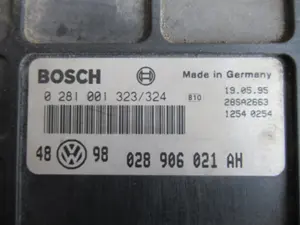 BOSCH Made in Germany
0 281 001 323/324 B10 19.05.95
28SA2663
1254 0254
48 98 028 906 021 AH